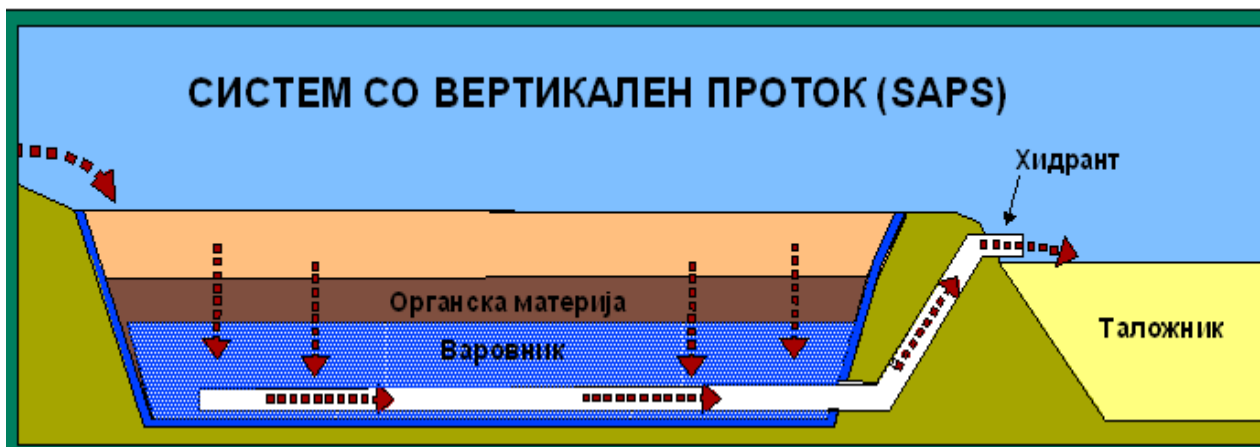 СИСТЕМ СО ВЕРТИКАЛЕН ПРОТОК (SAPS)
Хидрант
Органска материја
Варовник
Таложник